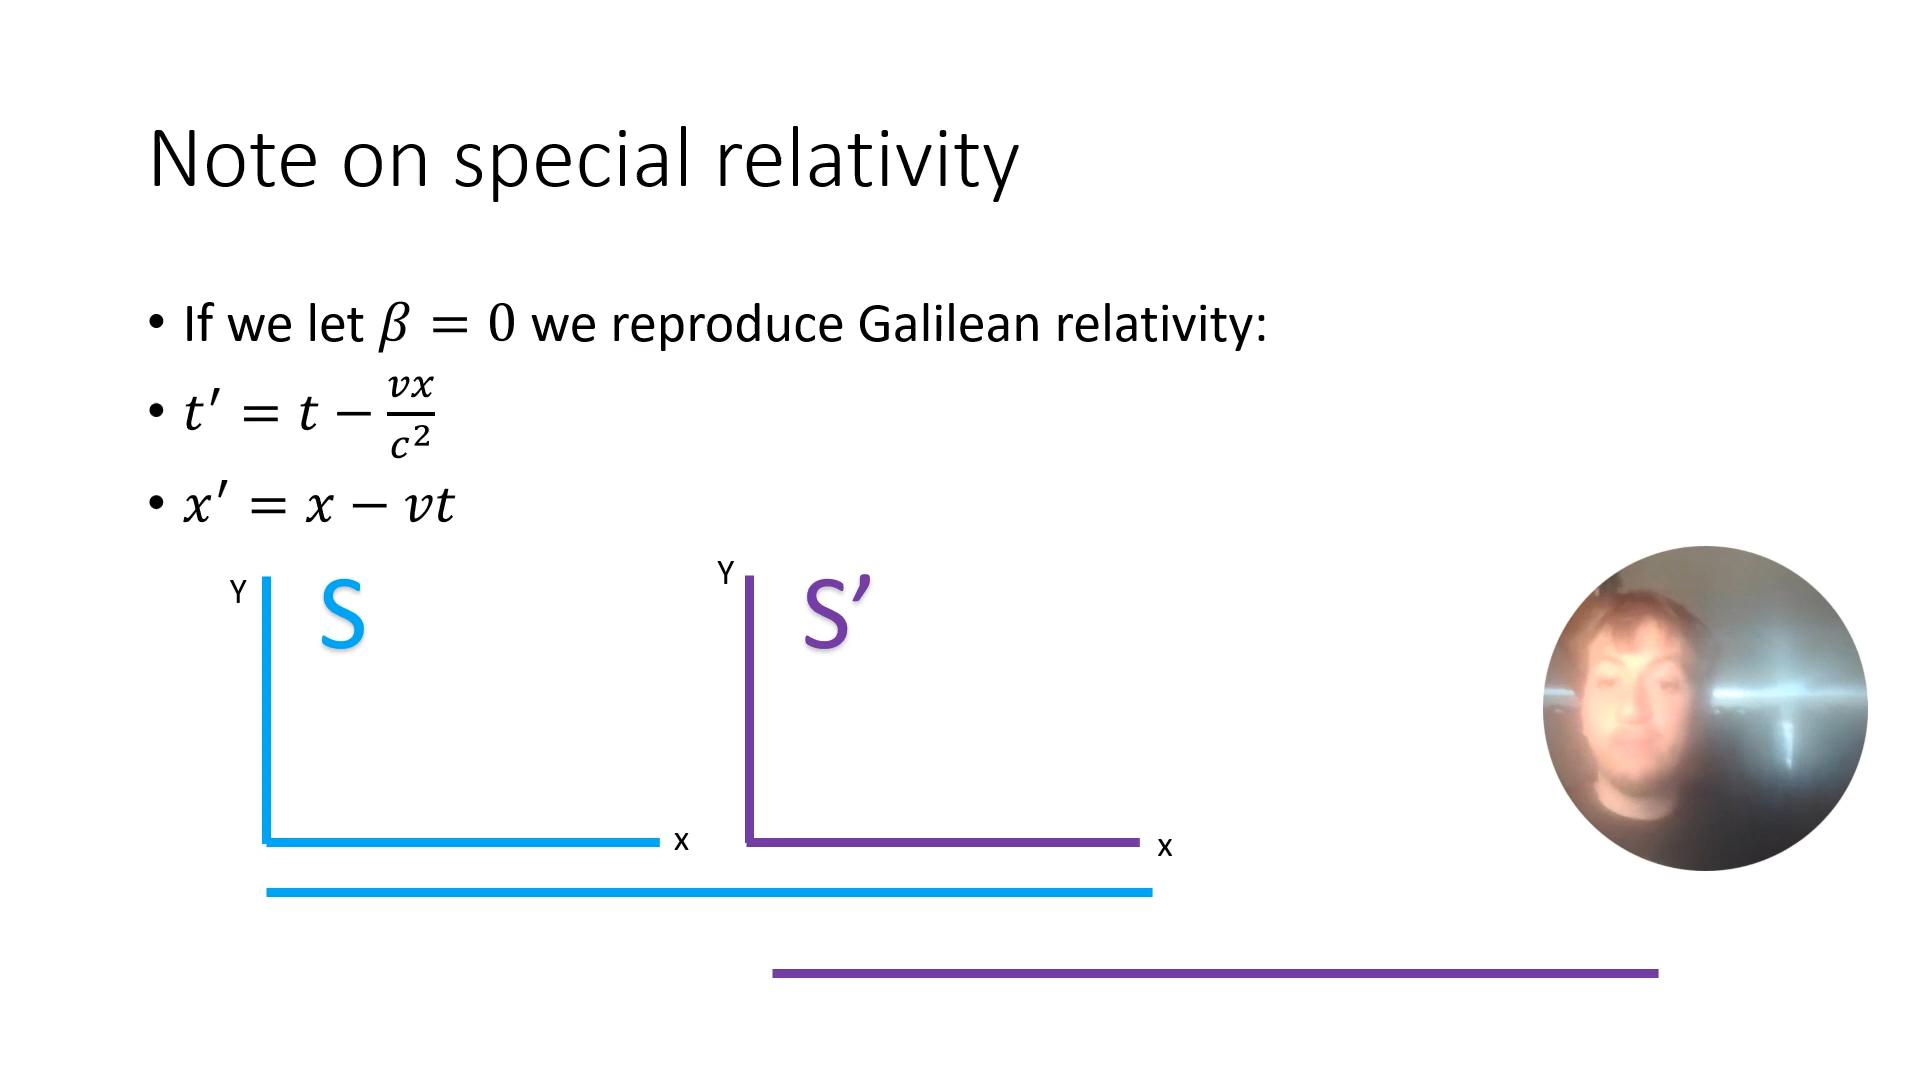 Note on special relativity
• If we let β = 0 we reproduce Galilean relativity:
• t′ = t − vx/c²
• x′ = x − vt
Y S Y S’
x x